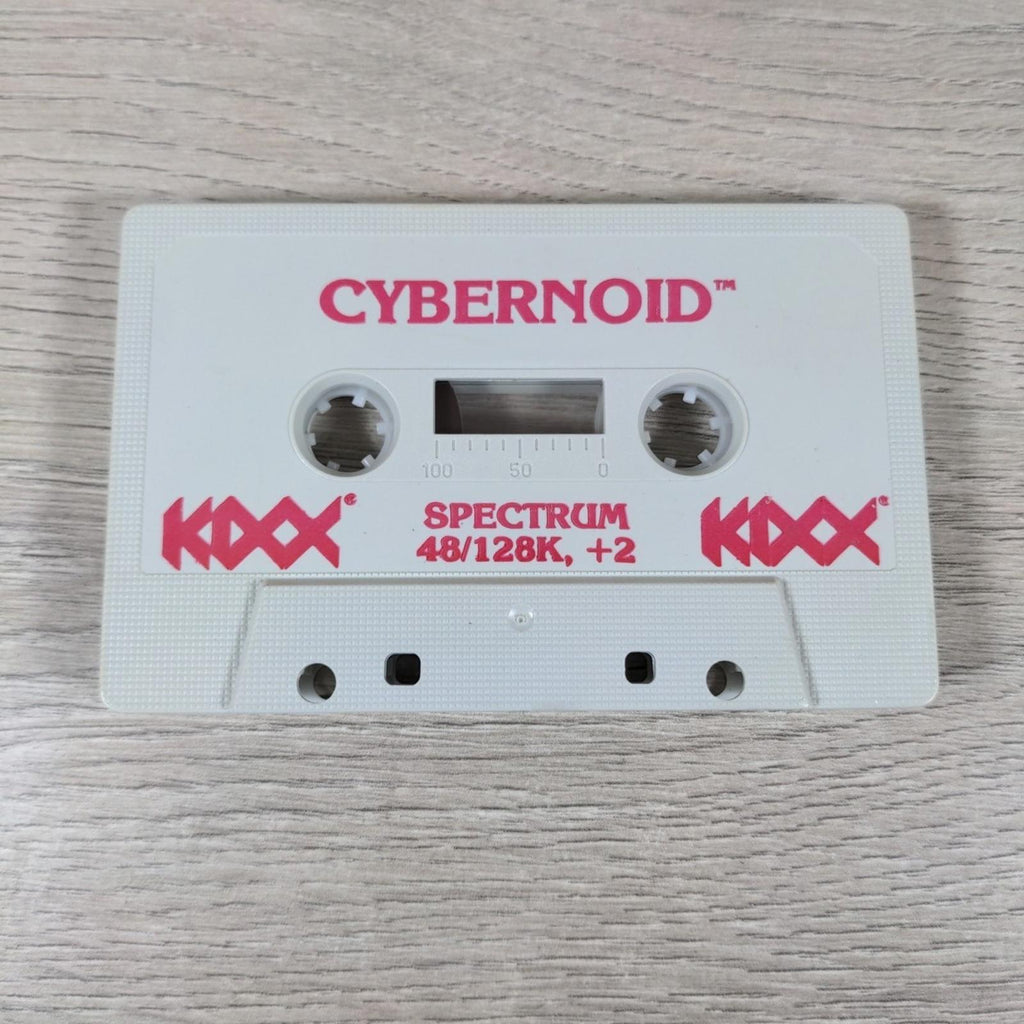 CYBERNOID™
100 50 0
KIXX® SPECTRUM KIXX®
48/128K, +2